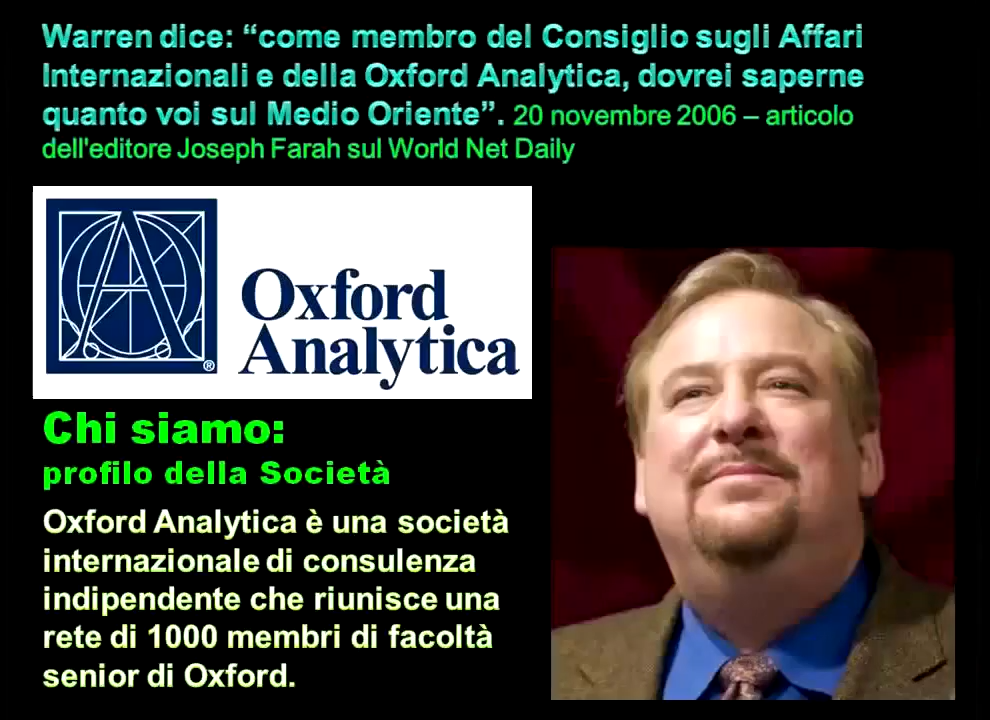 Warren dice: “come membro del Consiglio sugli Affari
Internazionali e della Oxford Analytica, dovrei saperne
quanto voi sul Medio Oriente”. 20 novembre 2006 – articolo
dell'editore Joseph Farah sul World Net Daily
Oxford
Analytica
®
Chi siamo:
profilo della Società
Oxford Analytica è una società
internazionale di consulenza
indipendente che riunisce una
rete di 1000 membri di facoltà
senior di Oxford.